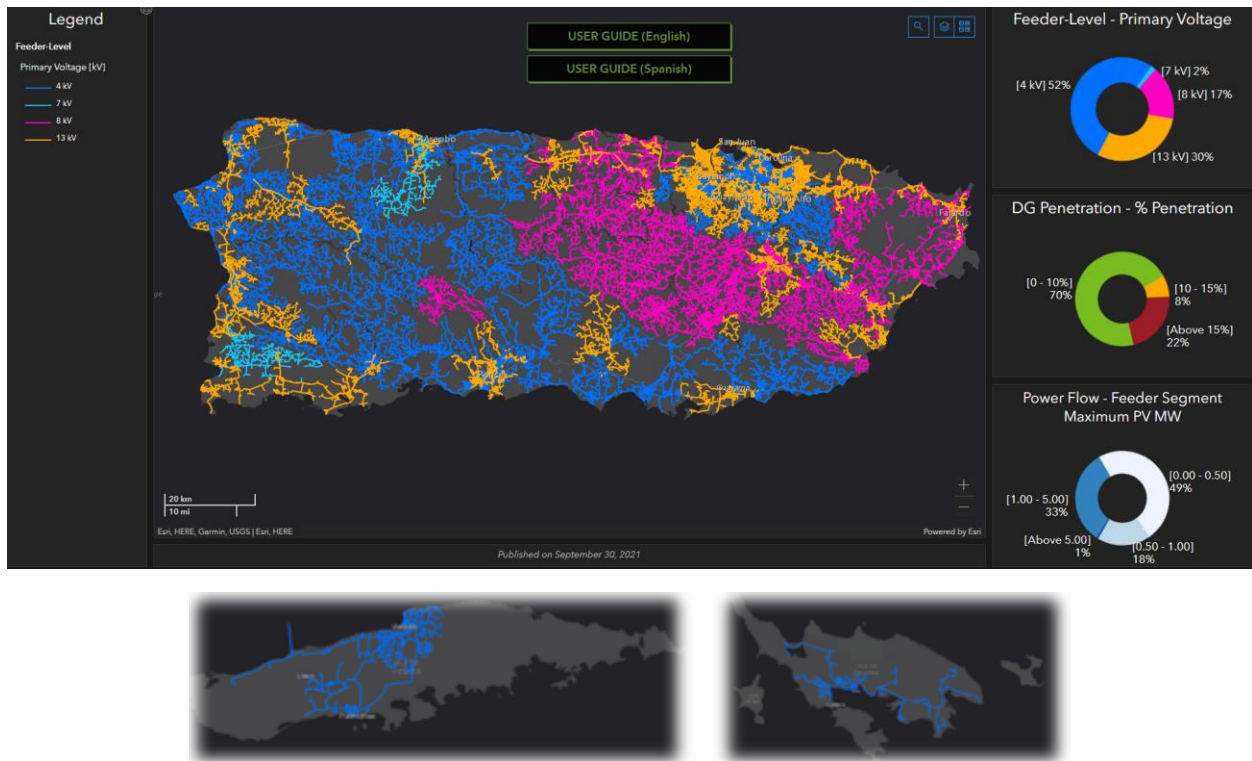 Legend
Feeder-Level
Primary Voltage [kV]
4 kV
7 kV
8 kV
13 kV
USER GUIDE (English)
USER GUIDE (Spanish)
Arecibo
San Juan
Carolina
Bayamon
Fajardo
Ponce
Guayama
20 km
10 mi
Esri, HERE, Garmin, USGS | Esri, HERE
Powered by Esri
Published on September 30, 2021
Feeder-Level - Primary Voltage
[4 kV] 52%
[7 kV] 2%
[8 kV] 17%
[13 kV] 30%
DG Penetration - % Penetration
[0 - 10%]
70%
[10 - 15%]
8%
[Above 15%]
22%
Power Flow - Feeder Segment
Maximum PV MW
[0.00 - 0.50]
49%
[1.00 - 5.00]
33%
[Above 5.00]
1%
[0.50 - 1.00]
18%